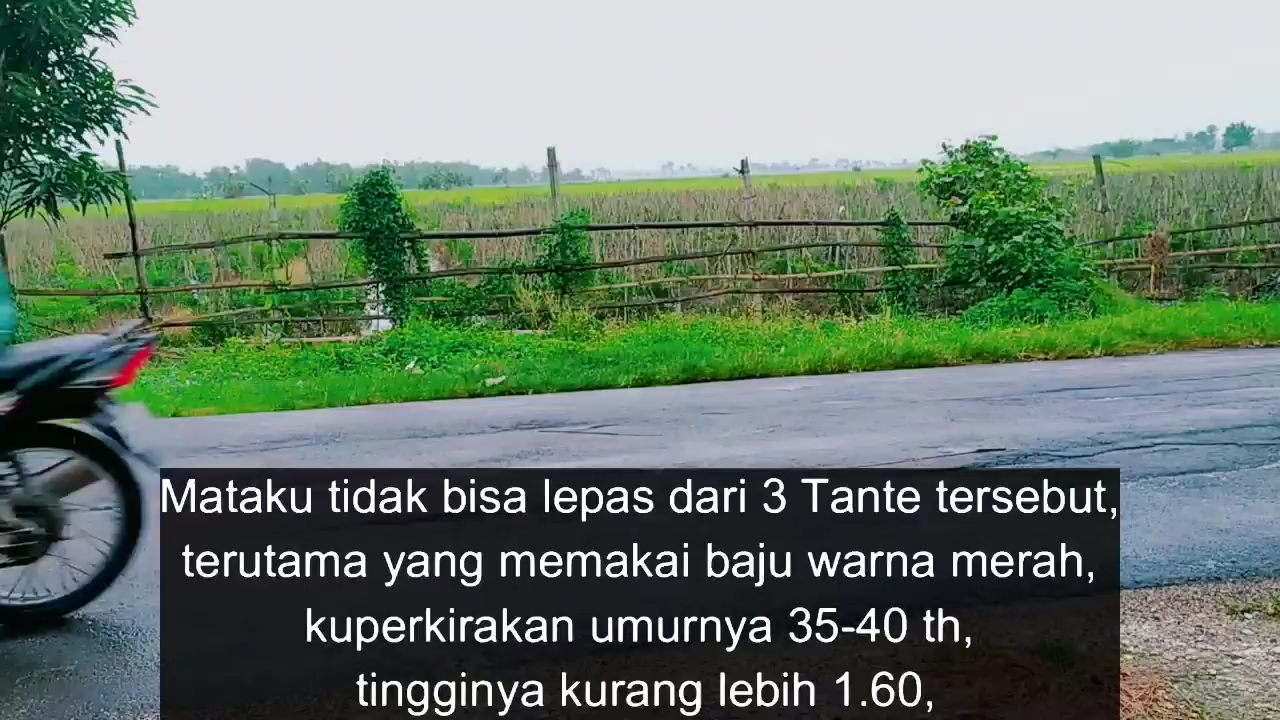 Mataku tidak bisa lepas dari 3 Tante tersebut,
terutama yang memakai baju warna merah,
kuperkirakan umurnya 35-40 th,
tingginya kurang lebih 1.60,